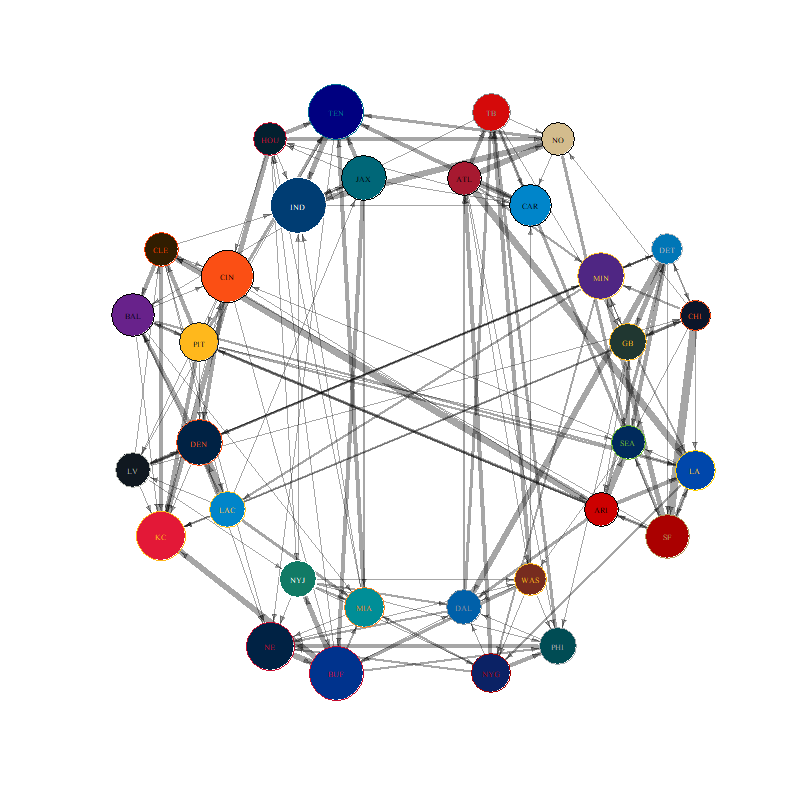 TEN
TB
HOU
NO
JAX
ATL
IND
CAR
CLE
DET
CIN
MIN
BAL
CHI
PIT
GB
DEN
SEA
LV
LA
LAC
ARI
KC
SF
NYJ
WAS
MIA
DAL
NE
PHI
BUF
NYG